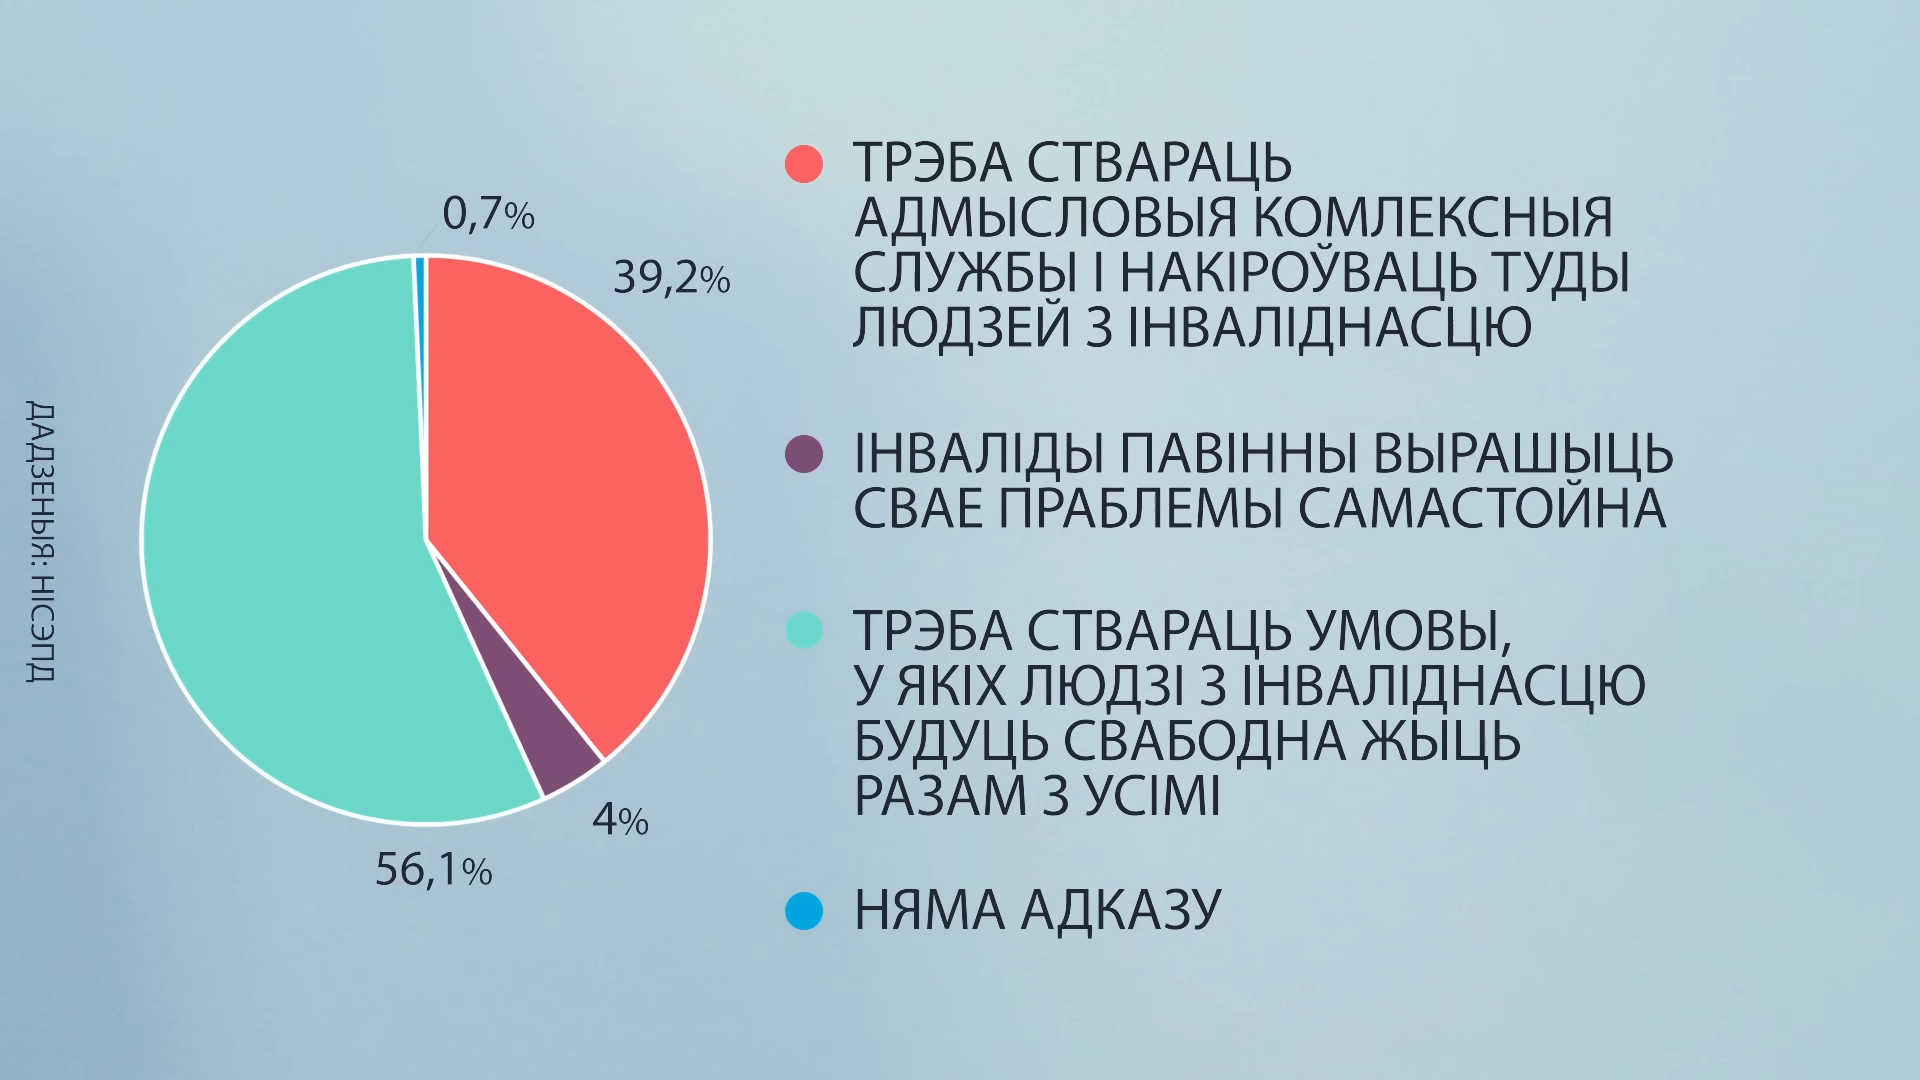 0,7%
39,2%
4%
56,1%
ТРЭБА СТВАРАЦЬ
АДМЫСЛОВЫЯ КОМЛЕКСНЫЯ
СЛУЖБЫ І НАКІРОЎВАЦЬ ТУДЫ
ЛЮДЗЕЙ З ІНВАЛІДНАСЦЮ
ІНВАЛІДЫ ПАВІННЫ ВЫРАШЫЦЬ
СВАЕ ПРАБЛЕМЫ САМАСТОЙНА
ТРЭБА СТВАРАЦЬ УМОВЫ,
У ЯКІХ ЛЮДЗІ З ІНВАЛІДНАСЦЮ
БУДУЦЬ СВАБОДНА ЖЫЦЬ
РАЗАМ З УСІМІ
НЯМА АДКАЗУ
ДАДЗЕНЫЯ: НІСЭПД